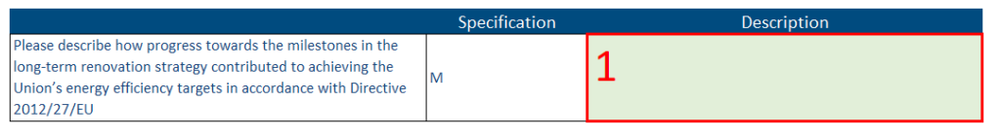 Specification Description
Please describe how progress towards the milestones in the
long-term renovation strategy contributed to achieving the
Union’s energy efficiency targets in accordance with Directive
2012/27/EU
M
1